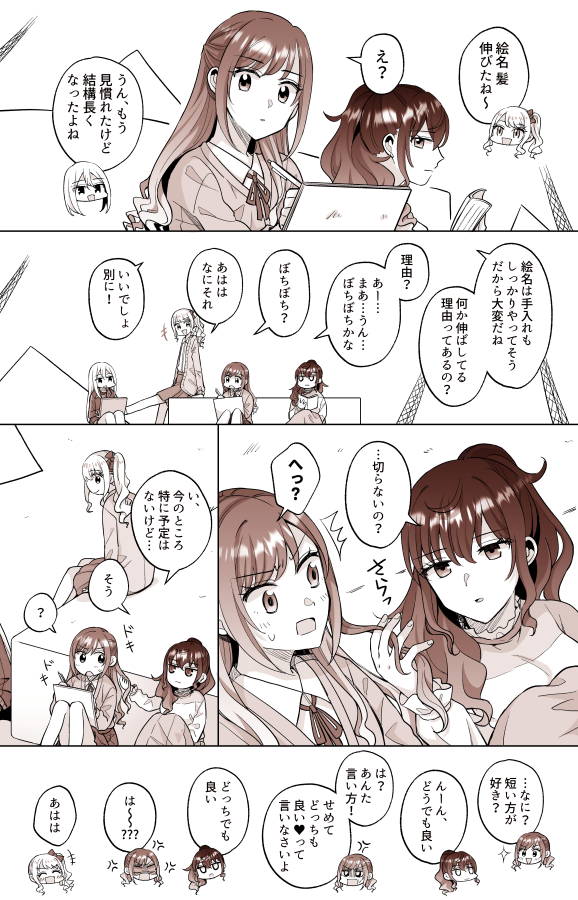 絵名 髪
伸びたね〜
え？
うん、もう
見慣れたけど
結構長く
なったよね
絵名は手入れも
しっかりやってそう
だから大変だね
何か伸ばしてる
理由ってあるの？
理由？
あー…
まあ…うん…
ぼちぼちかな
ぼちぼち？
あはは
なにそれ
いいでしょ
別に！
…切らないの？
さらっ
へっ？
い、
今のところ
特に予定は
ないけど…
そう
？
ドキ
ドキ
…なに？
短い方が
好き？
んーん、
どうでも良い
は？
あんた
言い方！
せめて
どっちも
良い♥って
言いなさいよ
どっちでも
良い
は〜〜???
あはは